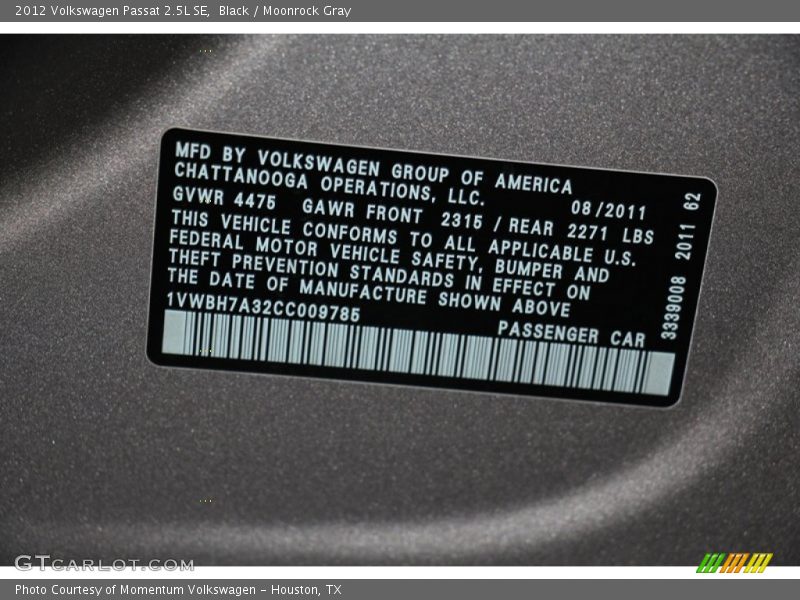 2012 Volkswagen Passat 2.5L SE, Black / Moonrock Gray
MFD BY VOLKSWAGEN GROUP OF AMERICA
CHATTANOOGA OPERATIONS, LLC.
08/2011
GVWR 4475 GAWR FRONT 2315 / REAR 2271 LBS
THIS VEHICLE CONFORMS TO ALL APPLICABLE U.S.
FEDERAL MOTOR VEHICLE SAFETY, BUMPER AND
THEFT PREVENTION STANDARDS IN EFFECT ON
THE DATE OF MANUFACTURE SHOWN ABOVE
1VWBH7A32CC009785
PASSENGER CAR
3339008 2011 62
GTCARLOT.COM
Photo Courtesy of Momentum Volkswagen - Houston, TX